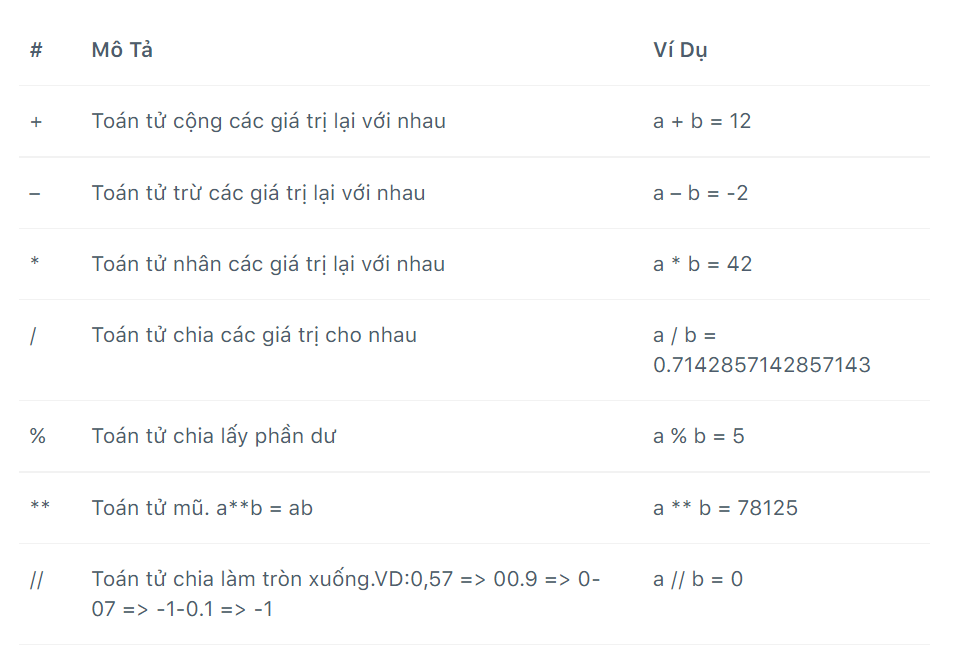 # Mô Tả Ví Dụ
+ Toán tử cộng các giá trị lại với nhau a + b = 12
– Toán tử trừ các giá trị lại với nhau a – b = -2
* Toán tử nhân các giá trị lại với nhau a * b = 42
/ Toán tử chia các giá trị cho nhau a / b =
0.7142857142857143
% Toán tử chia lấy phần dư a % b = 5
** Toán tử mũ. a**b = ab a ** b = 78125
// Toán tử chia làm tròn xuống.VD:0,57 => 00.9 => 0- a // b = 0
07 => -1-0.1 => -1